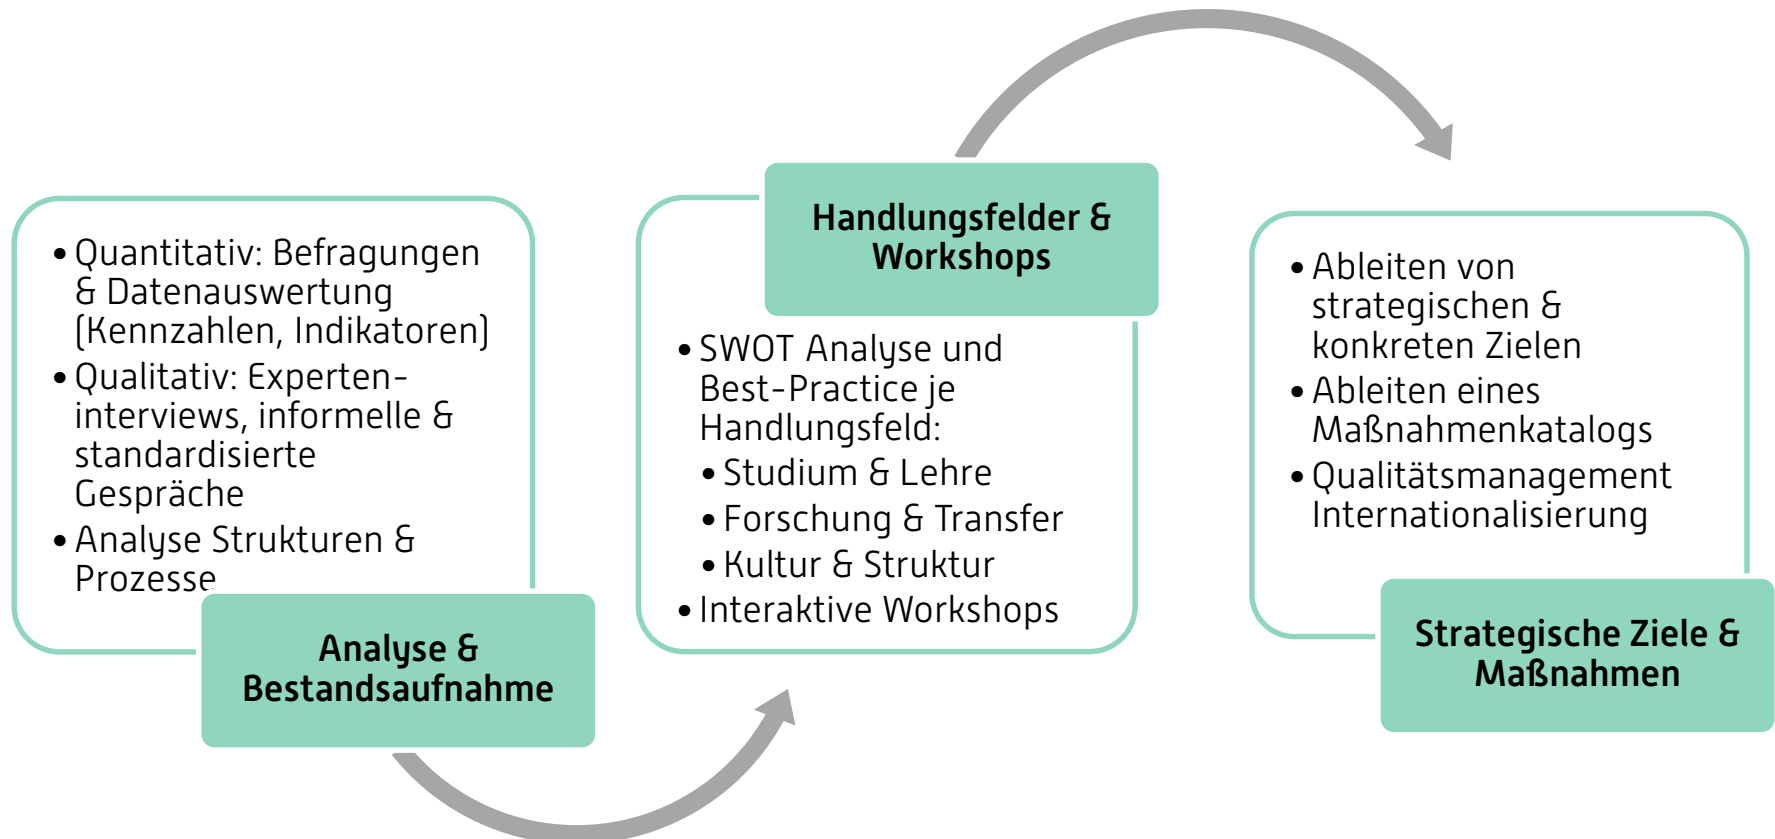 • Quantitativ: Befragungen
& Datenauswertung
(Kennzahlen, Indikatoren)
• Qualitativ: Experten-
interviews, informelle &
standardisierte
Gespräche
• Analyse Strukturen &
Prozesse
Analyse &
Bestandsaufnahme
Handlungsfelder &
Workshops
• SWOT Analyse und
Best-Practice je
Handlungsfeld:
• Studium & Lehre
• Forschung & Transfer
• Kultur & Struktur
• Interaktive Workshops
• Ableiten von
strategischen &
konkreten Zielen
• Ableiten eines
Maßnahmenkatalogs
• Qualitätsmanagement
Internationalisierung
Strategische Ziele &
Maßnahmen